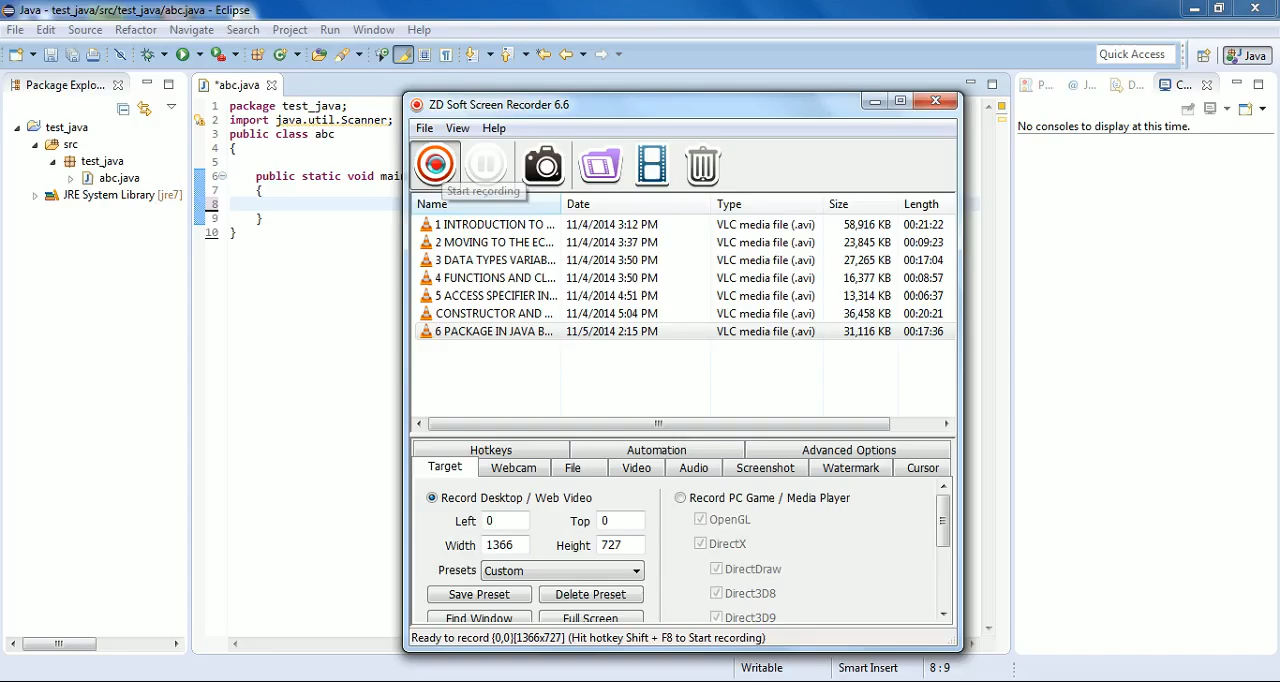 Java - test_java/src/test_java/abc.java - Eclipse
File Edit Source Refactor Navigate Search Project Run Window Help
Quick Access
Java
Package Explo...
*abc.java
P...
J...
D...
C...
test_java
src
test_java
abc.java
JRE System Library [jre7]
1 package test_java;
2 import java.util.Scanner;
3 public class abc
4 {
5
6 public static void main
7 {
8
9 }
10 }
No consoles to display at this time.
ZD Soft Screen Recorder 6.6
File View Help
Start recording
Name Date Type Size Length
1 INTRODUCTION TO ... 11/4/2014 3:12 PM VLC media file (.avi) 58,916 KB 00:21:22
2 MOVING TO THE EC... 11/4/2014 3:37 PM VLC media file (.avi) 23,845 KB 00:09:23
3 DATA TYPES VARIAB... 11/4/2014 3:50 PM VLC media file (.avi) 27,265 KB 00:17:04
4 FUNCTIONS AND CL... 11/4/2014 3:50 PM VLC media file (.avi) 16,377 KB 00:08:57
5 ACCESS SPECIFIER IN... 11/4/2014 4:51 PM VLC media file (.avi) 13,314 KB 00:06:37
CONSTRUCTOR AND ... 11/4/2014 5:04 PM VLC media file (.avi) 36,458 KB 00:20:21
6 PACKAGE IN JAVA B... 11/5/2014 2:15 PM VLC media file (.avi) 31,116 KB 00:17:36
Hotkeys Automation Advanced Options
Target Webcam File Video Audio Screenshot Watermark Cursor
Record Desktop / Web Video
Left 0 Top 0
Width 1366 Height 727
Presets Custom
Save Preset Delete Preset
Find Window Full Screen
Record PC Game / Media Player
OpenGL
DirectX
DirectDraw
Direct3D8
Direct3D9
Ready to record {0,0}[1366x727] (Hit hotkey Shift + F8 to Start recording)
Writable Smart Insert 8 : 9